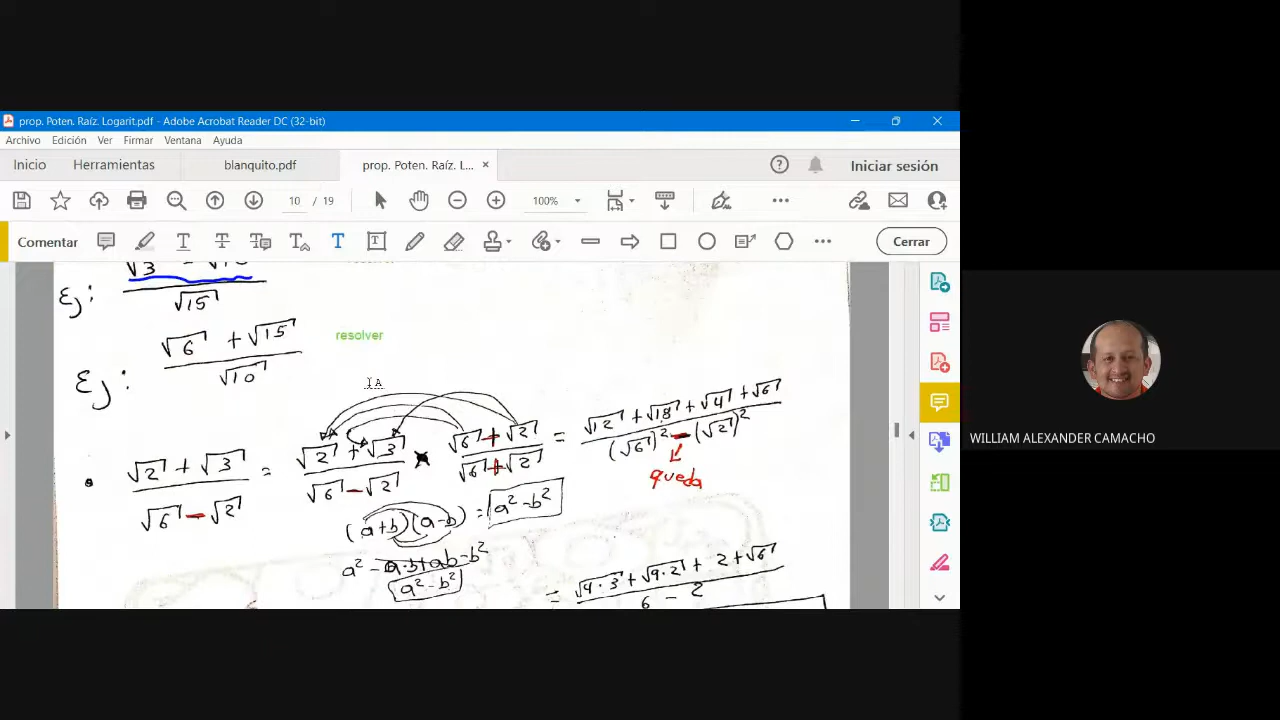 prop. Poten. Raíz. Logarit.pdf - Adobe Acrobat Reader DC (32-bit)
Archivo Edición Ver Ventana Firmar Ayuda
Inicio Herramientas blanquito.pdf prop. Poten. Raíz. L... × Iniciar sesión
10 / 19 100%
Comentar Cerrar
Ej: √15
√6 + √15 resolver
Ej: √10
√2 + √3 = √2 + √3 × √6 + √2 = √12 + √18 + √4 + √6
√6 - √2 √6 - √2 √6 + √2 (√6)² - (√2)²
queda
(a+b)(a-b) = a² - b²
a² - a·b + ab - b²
a² - b²
= √4·3 + √9·2 + 2 + √6
6 - 2
WILLIAM ALEXANDER CAMACHO